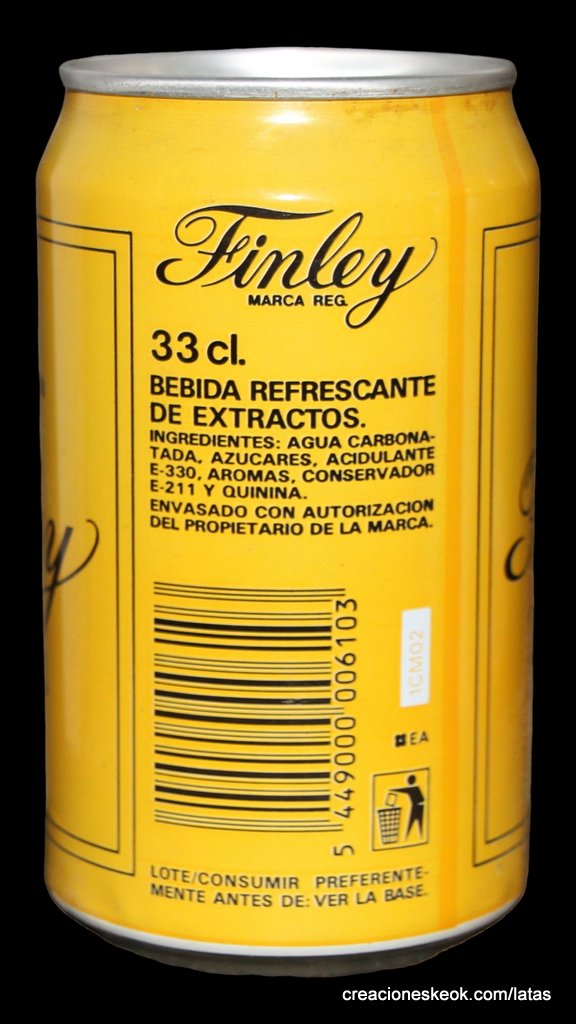 Finley
MARCA REG.
33 cl.
BEBIDA REFRESCANTE
DE EXTRACTOS.
INGREDIENTES: AGUA CARBONA-
TADA, AZUCARES, ACIDULANTE
E-330, AROMAS, CONSERVADOR
E-211 Y QUININA.
ENVASADO CON AUTORIZACION
DEL PROPIETARIO DE LA MARCA.
5 449000 006103
1CM02
EA
LOTE/CONSUMIR PREFERENTE-
MENTE ANTES DE: VER LA BASE.
y
creacioneskeok.com/latas